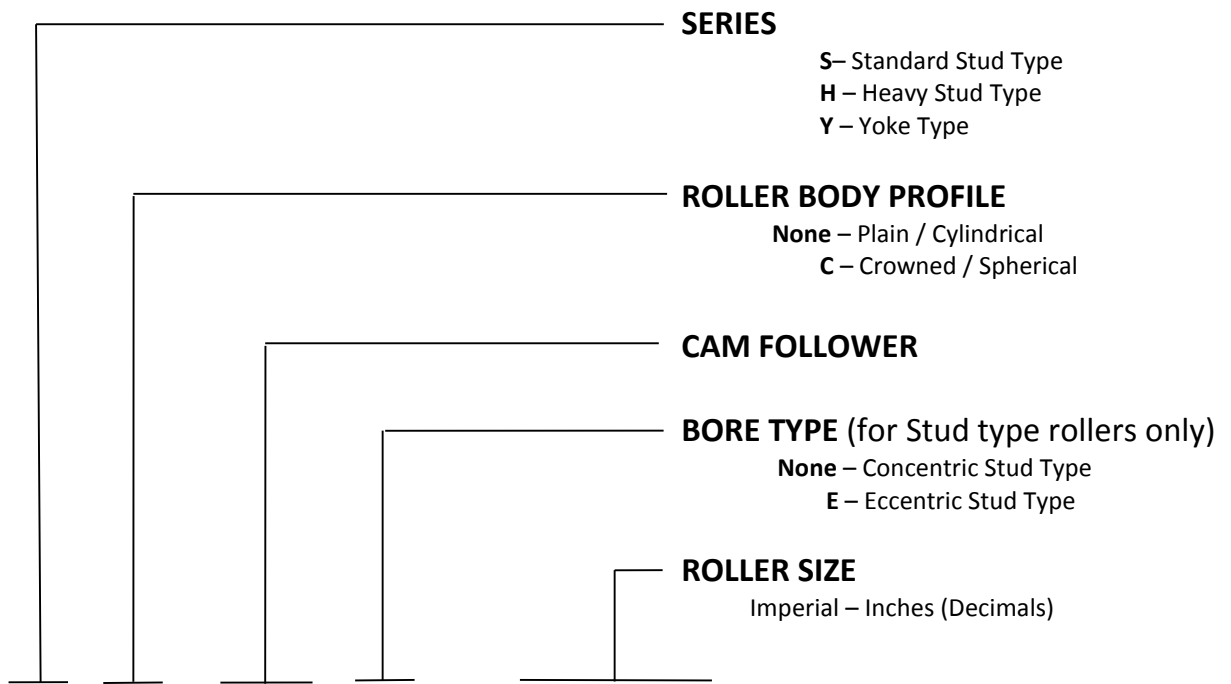 SERIES
S– Standard Stud Type
H – Heavy Stud Type
Y – Yoke Type
ROLLER BODY PROFILE
None – Plain / Cylindrical
C – Crowned / Spherical
CAM FOLLOWER
BORE TYPE (for Stud type rollers only)
None – Concentric Stud Type
E – Eccentric Stud Type
ROLLER SIZE
Imperial – Inches (Decimals)